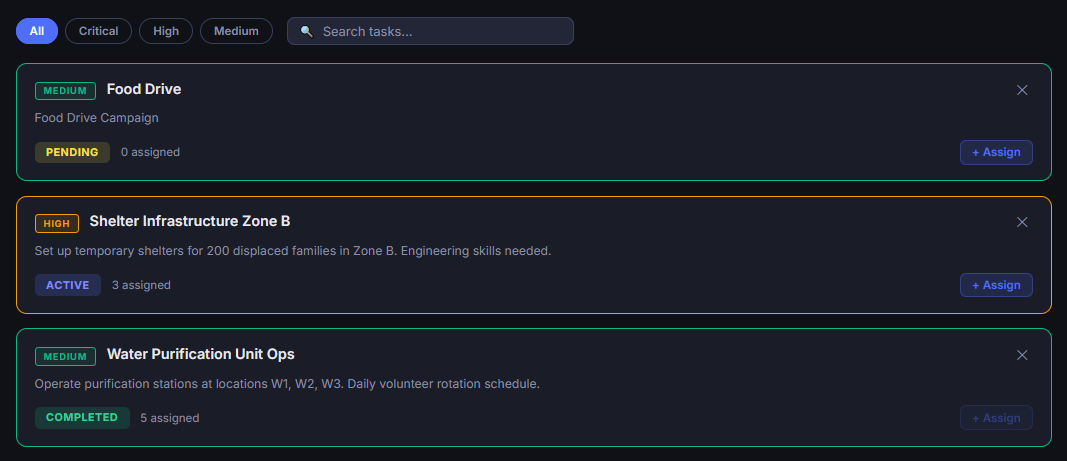 All Critical High Medium Search tasks...
MEDIUM Food Drive
Food Drive Campaign
PENDING 0 assigned + Assign
HIGH Shelter Infrastructure Zone B
Set up temporary shelters for 200 displaced families in Zone B. Engineering skills needed.
ACTIVE 3 assigned + Assign
MEDIUM Water Purification Unit Ops
Operate purification stations at locations W1, W2, W3. Daily volunteer rotation schedule.
COMPLETED 5 assigned + Assign